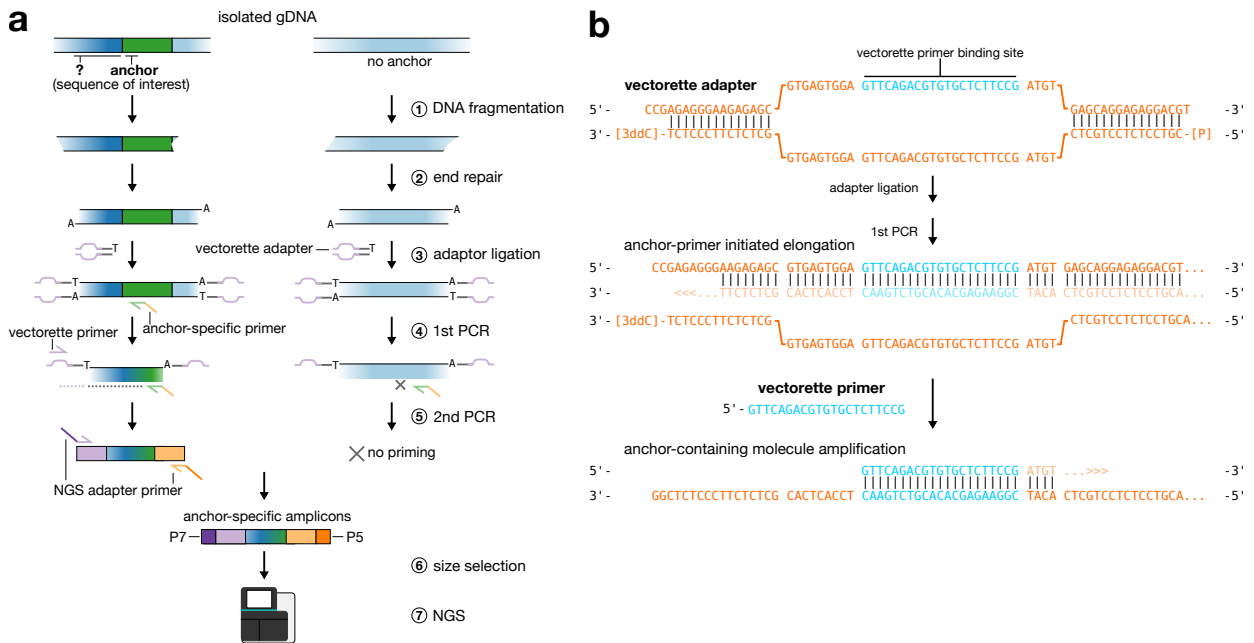 a
isolated gDNA
?
anchor
(sequence of interest)
no anchor
① DNA fragmentation
② end repair
A
A
A
A
T
vectorette adapter
T
③ adaptor ligation
T
A
A
T
T
A
A
T
vectorette primer
anchor-specific primer
④ 1st PCR
T
A
⑤ 2nd PCR
no priming
NGS adapter primer
anchor-specific amplicons
P7
P5
⑥ size selection
⑦ NGS
b
vectorette primer binding site
vectorette adapter
GTGAGTGGA GTTCAGACGTGTGCTCTTCCG ATGT
5'- CCGAGAGGGAAGAGAGC GAGCAGGAGAGGACGT -3'
3'-[3ddC]-TCTCCCTTCTCTCG CTCGTCCTCTCCTGC-[P] -5'
GTGAGTGGA GTTCAGACGTGTGCTCTTCCG ATGT
adapter ligation
1st PCR
anchor-primer initiated elongation
5'- CCGAGAGGGAAGAGAGC GTGAGTGGA GTTCAGACGTGTGCTCTTCCG ATGT GAGCAGGAGAGGACGT... -3'
3'- <<<...TTCTCTCG CACTCACCT CAAGTCTGCACACGAGAAGGC TACA CTCGTCCTCTCCTGCA... -5'
3'-[3ddC]-TCTCCCTTCTCTCG CTCGTCCTCTCCTGCA... -5'
GTGAGTGGA GTTCAGACGTGTGCTCTTCCG ATGT
vectorette primer
5'- GTTCAGACGTGTGCTCTTCCG
anchor-containing molecule amplification
5'- GTTCAGACGTGTGCTCTTCCG ATGT ...>>> -3'
3'- GGCTCTCCCTTCTCTCG CACTCACCT CAAGTCTGCACACGAGAAGGC TACA CTCGTCCTCTCCTGCA... -5'